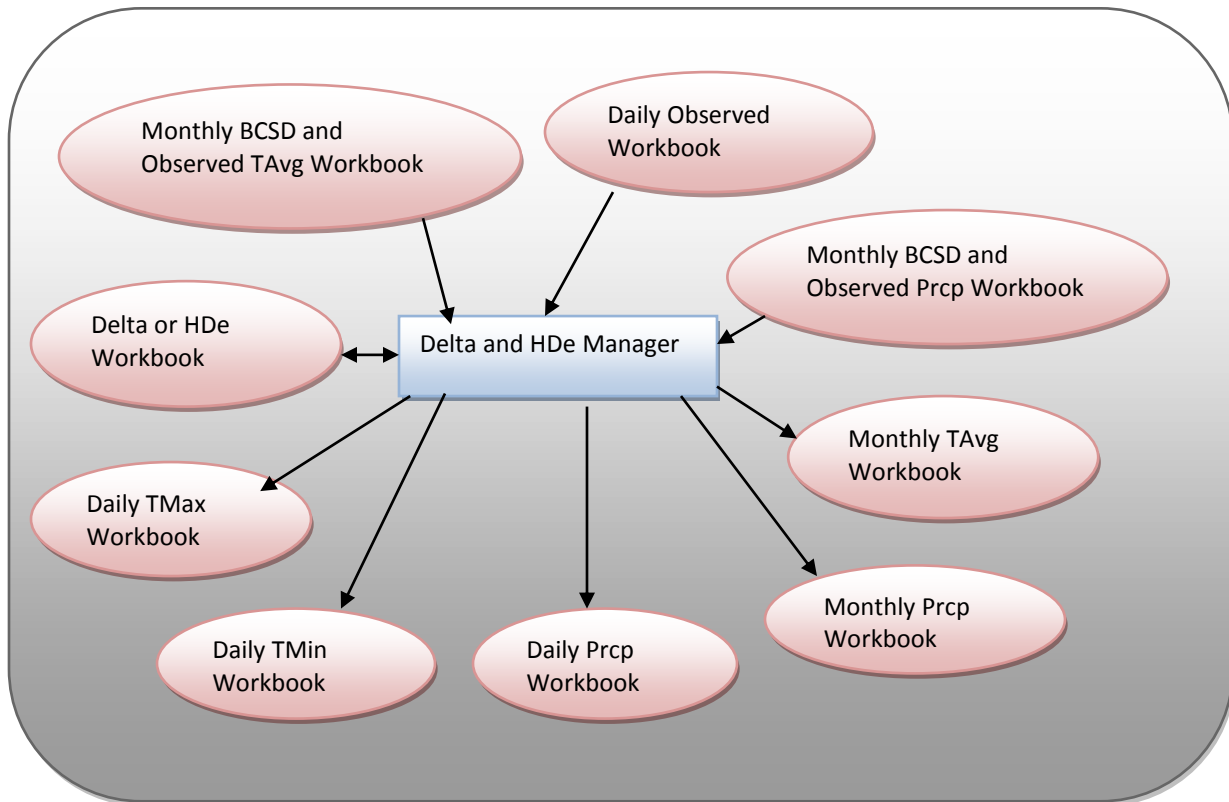 Monthly BCSD and
Observed TAvg Workbook
Daily Observed
Workbook
Monthly BCSD and
Observed Prcp Workbook
Delta or HDe
Workbook
Delta and HDe Manager
Monthly TAvg
Workbook
Daily TMax
Workbook
Monthly Prcp
Workbook
Daily TMin
Workbook
Daily Prcp
Workbook